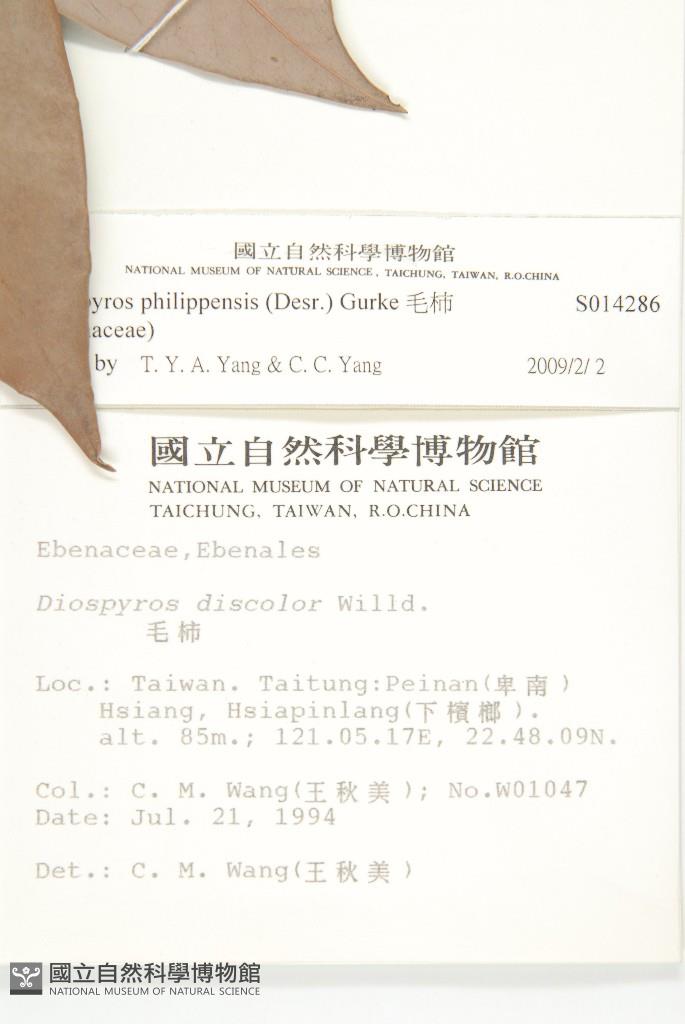 國立自然科學博物館
NATIONAL MUSEUM OF NATURAL SCIENCE, TAICHUNG, TAIWAN, R.O.CHINA
philippensis (Desr.) Gurke 毛柿 S014286
by T. Y. A. Yang & C. C. Yang 2009/2/ 2
國立自然科學博物館
NATIONAL MUSEUM OF NATURAL SCIENCE
TAICHUNG, TAIWAN, R.O.CHINA
Ebenaceae,Ebenales
Diospyros discolor Willd.
毛柿
Loc.: Taiwan. Taitung:Peinan(卑南)
Hsiang, Hsiapinlang(下檳榔).
alt. 85m.; 121.05.17E, 22.48.09N.
Col.: C. M. Wang(王秋美); No.W01047
Date: Jul. 21, 1994
Det.: C. M. Wang(王秋美)
國立自然科學博物館
NATIONAL MUSEUM OF NATURAL SCIENCE